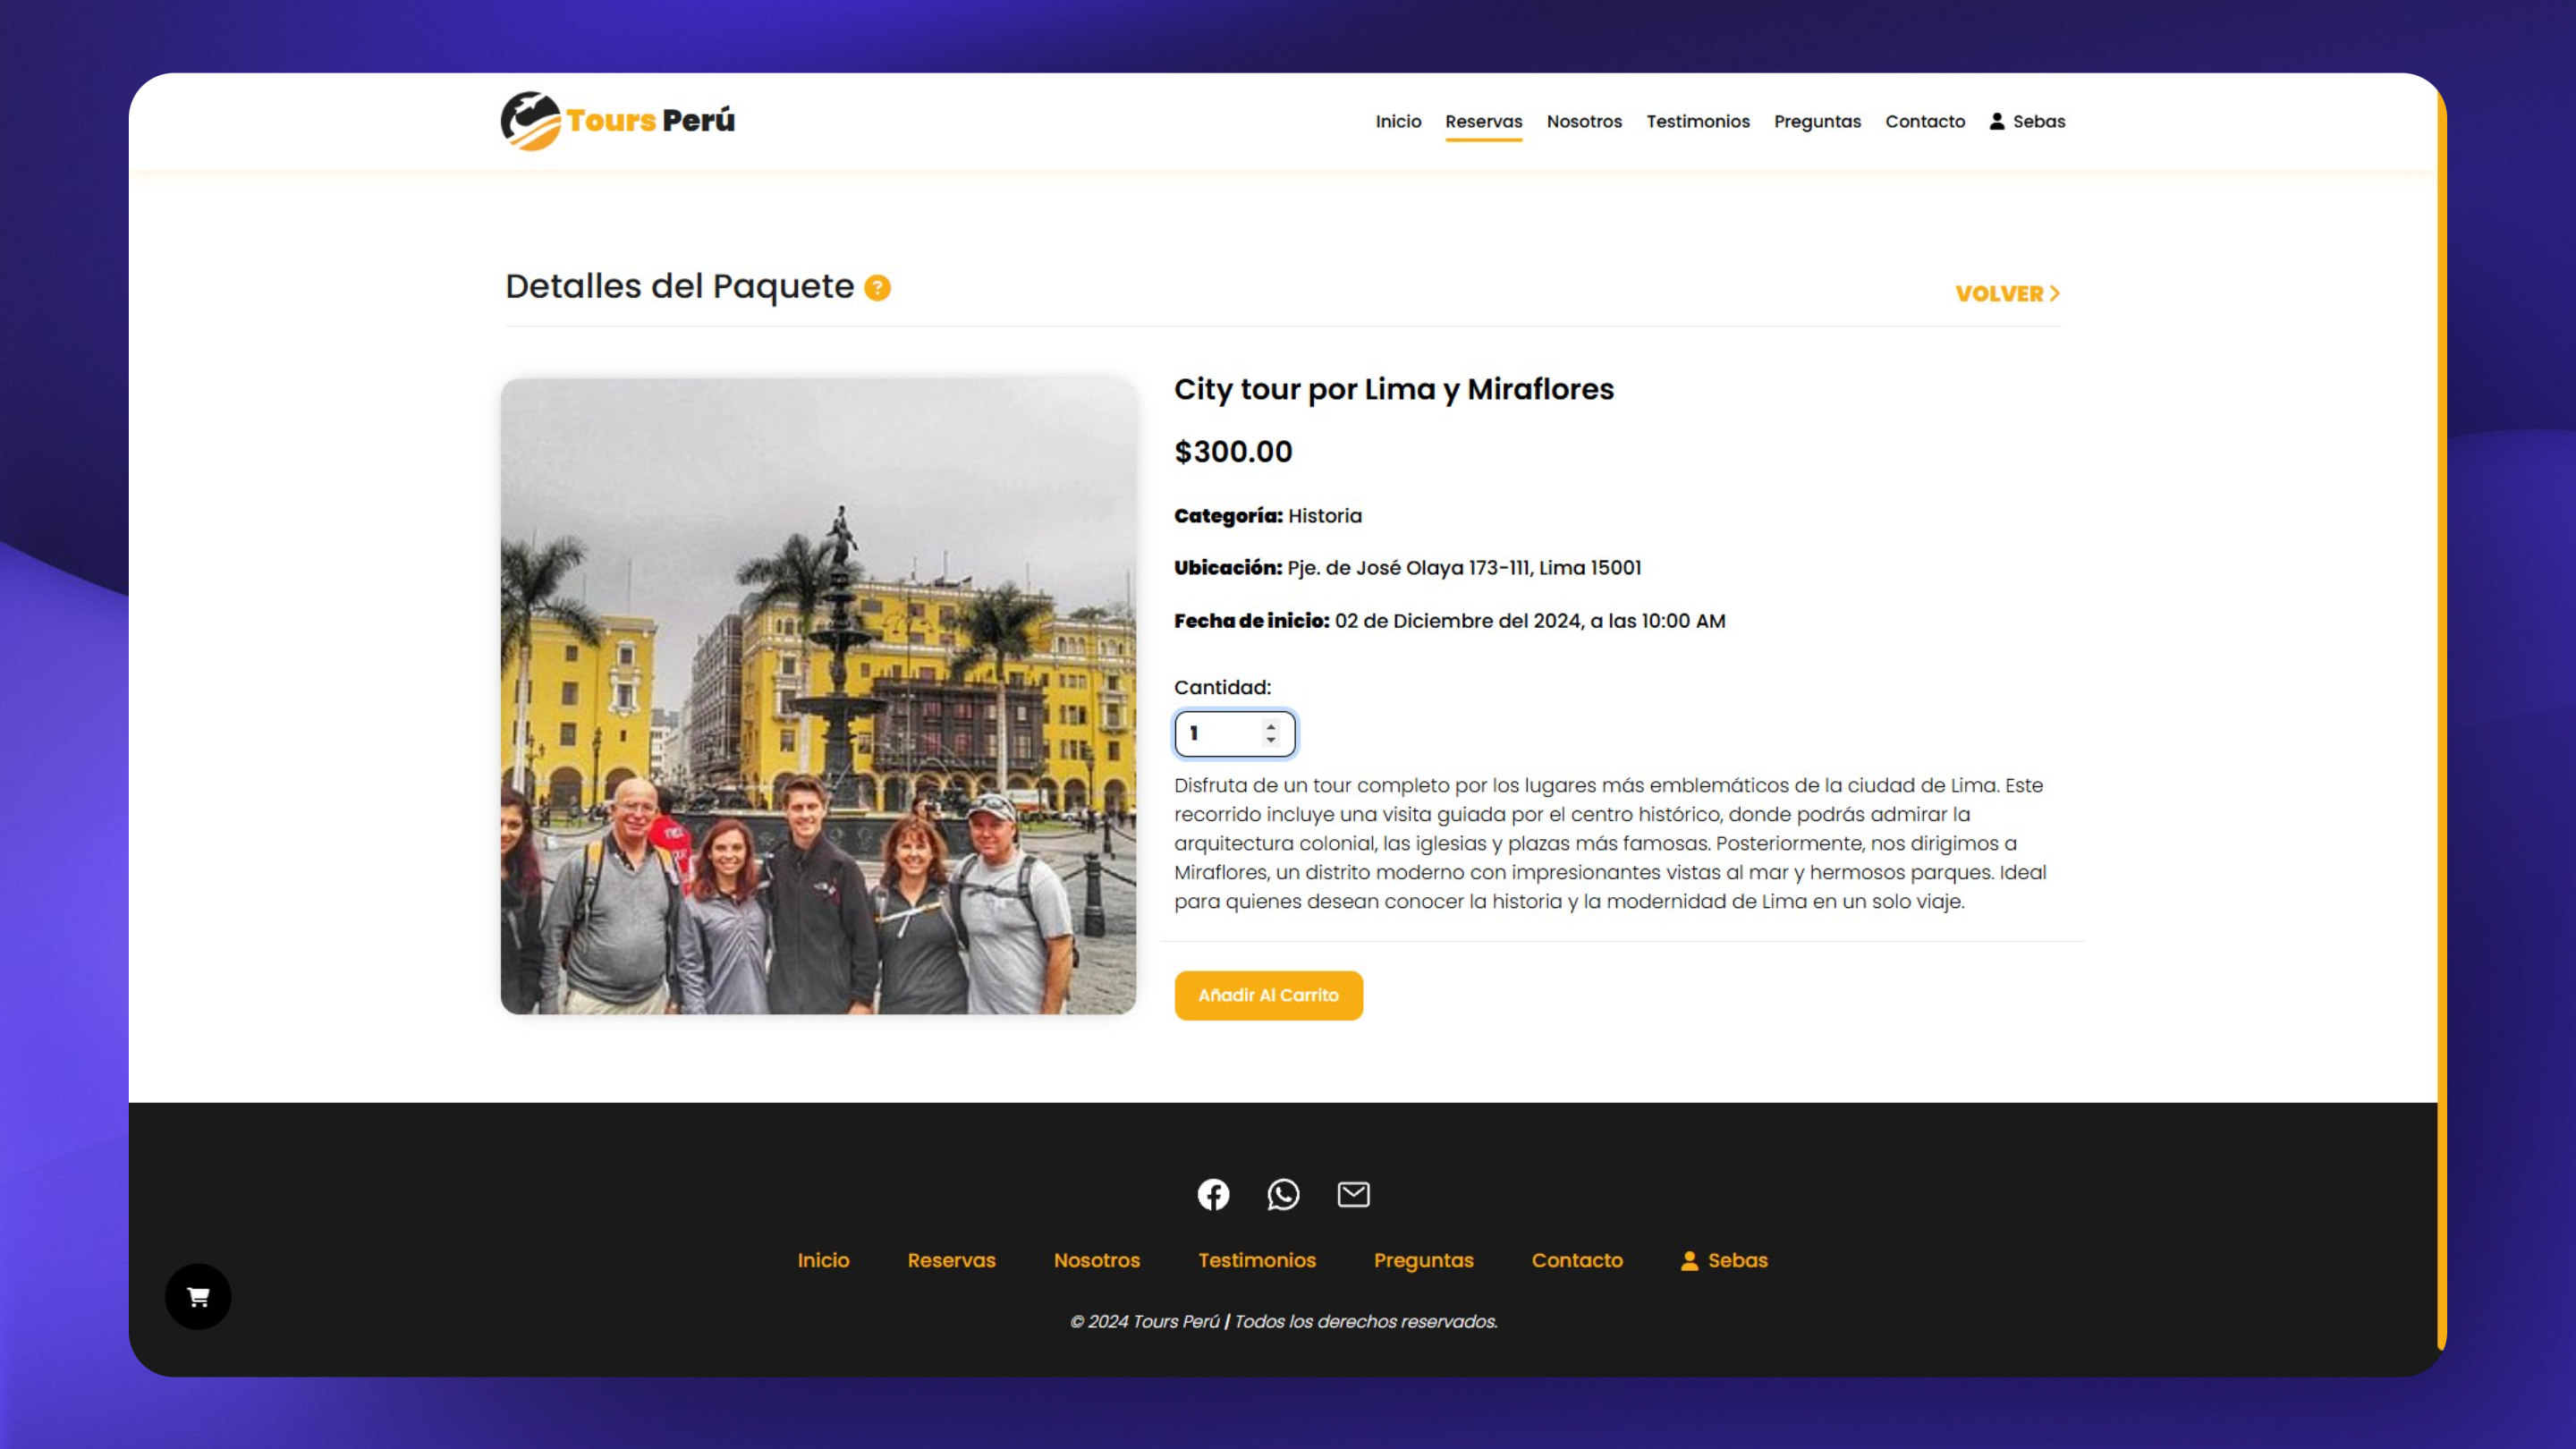 Tours Perú
Inicio Reservas Nosotros Testimonios Preguntas Contacto Sebas
Detalles del Paquete ?
VOLVER
City tour por Lima y Miraflores
$300.00
Categoría: Historia
Ubicación: Pje. de José Olaya 173-111, Lima 15001
Fecha de inicio: 02 de Diciembre del 2024, a las 10:00 AM
Cantidad:
1
Disfruta de un tour completo por los lugares más emblemáticos de la ciudad de Lima. Este
recorrido incluye una visita guiada por el centro histórico, donde podrás admirar la
arquitectura colonial, las iglesias y plazas más famosas. Posteriormente, nos dirigimos a
Miraflores, un distrito moderno con impresionantes vistas al mar y hermosos parques. Ideal
para quienes desean conocer la historia y la modernidad de Lima en un solo viaje.
Añadir Al Carrito
Inicio Reservas Nosotros Testimonios Preguntas Contacto Sebas
© 2024 Tours Perú | Todos los derechos reservados.